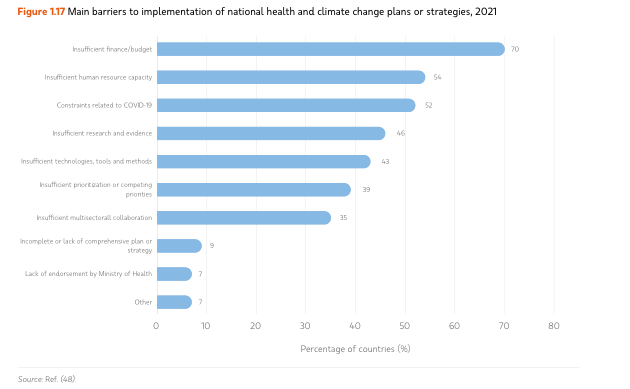 Figure 1.17 Main barriers to implementation of national health and climate change plans or strategies, 2021
Insufficient finance/budget 70
Insufficient human resource capacity 54
Constraints related to COVID-19 52
Insufficient research and evidence 46
Insufficient technologies, tools and methods 43
Insufficient prioritization or competing
priorities 39
Insufficient multisectorall collaboration 35
Incomplete or lack of comprehensive plan or
strategy 9
Lack of endorsement by Ministry of Health 7
Other 7
0 10 20 30 40 50 60 70 80
Percentage of countries (%)
Source: Ref. (48).